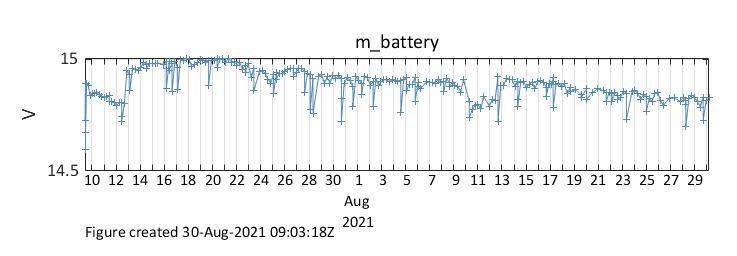 m_battery
15
V
14.5
10 12 14 16 18 20 22 24 26 28 30 1 3 5 7 9 11 13 15 17 19 21 23 25 27 29
Aug
2021
Figure created 30-Aug-2021 09:03:18Z